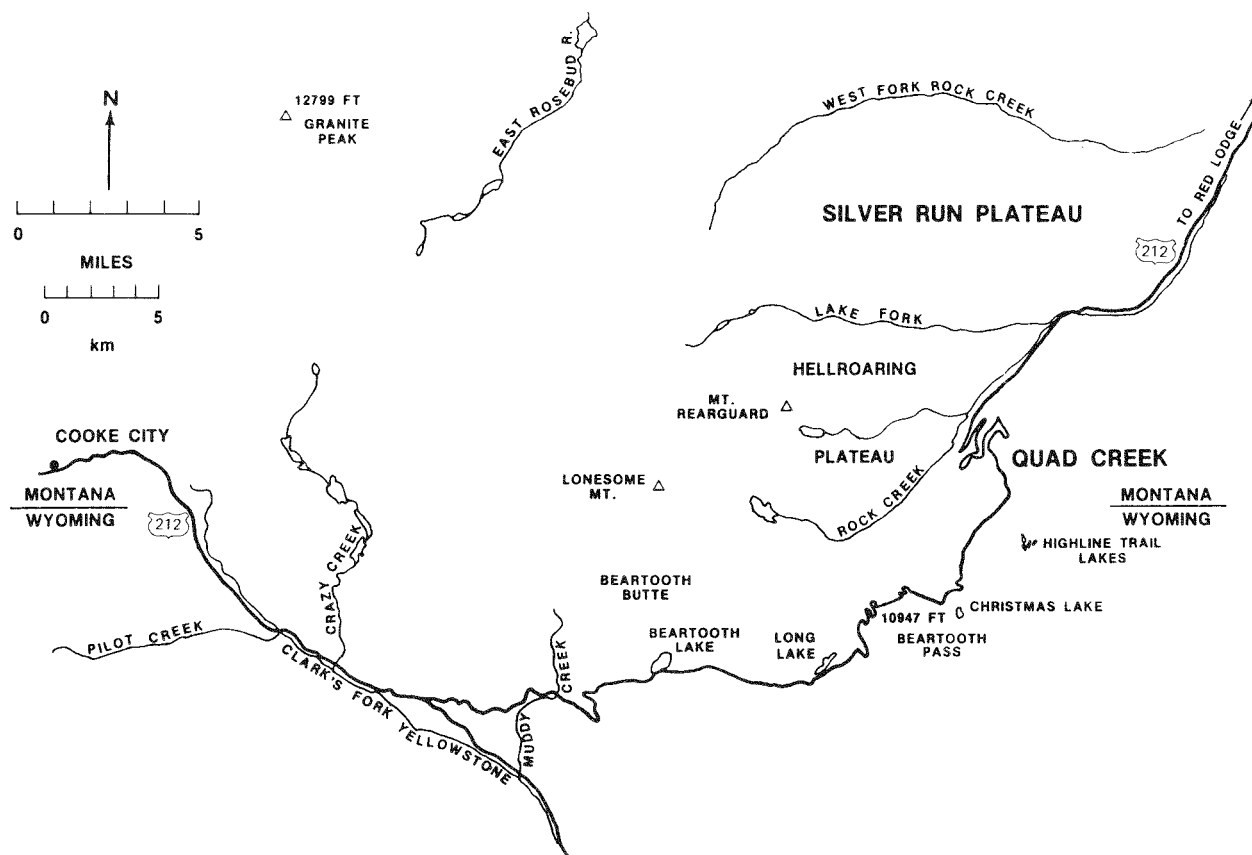 N
12799 FT
GRANITE
PEAK
0 5
MILES
0 5
km
EAST ROSEBUD R.
WEST FORK ROCK CREEK
SILVER RUN PLATEAU
TO RED LODGE
212
LAKE FORK
HELLROARING
MT.
REARGUARD
PLATEAU
COOKE CITY
MONTANA
WYOMING
212
LONESOME
MT.
ROCK CREEK
QUAD CREEK
MONTANA
WYOMING
HIGHLINE TRAIL
LAKES
CRAZY CREEK
PILOT CREEK
BEARTOOTH
BUTTE
BEARTOOTH
LAKE
LONG
LAKE
10947 FT
BEARTOOTH
PASS
CHRISTMAS LAKE
CLARK'S FORK YELLOWSTONE
MUDDY CREEK